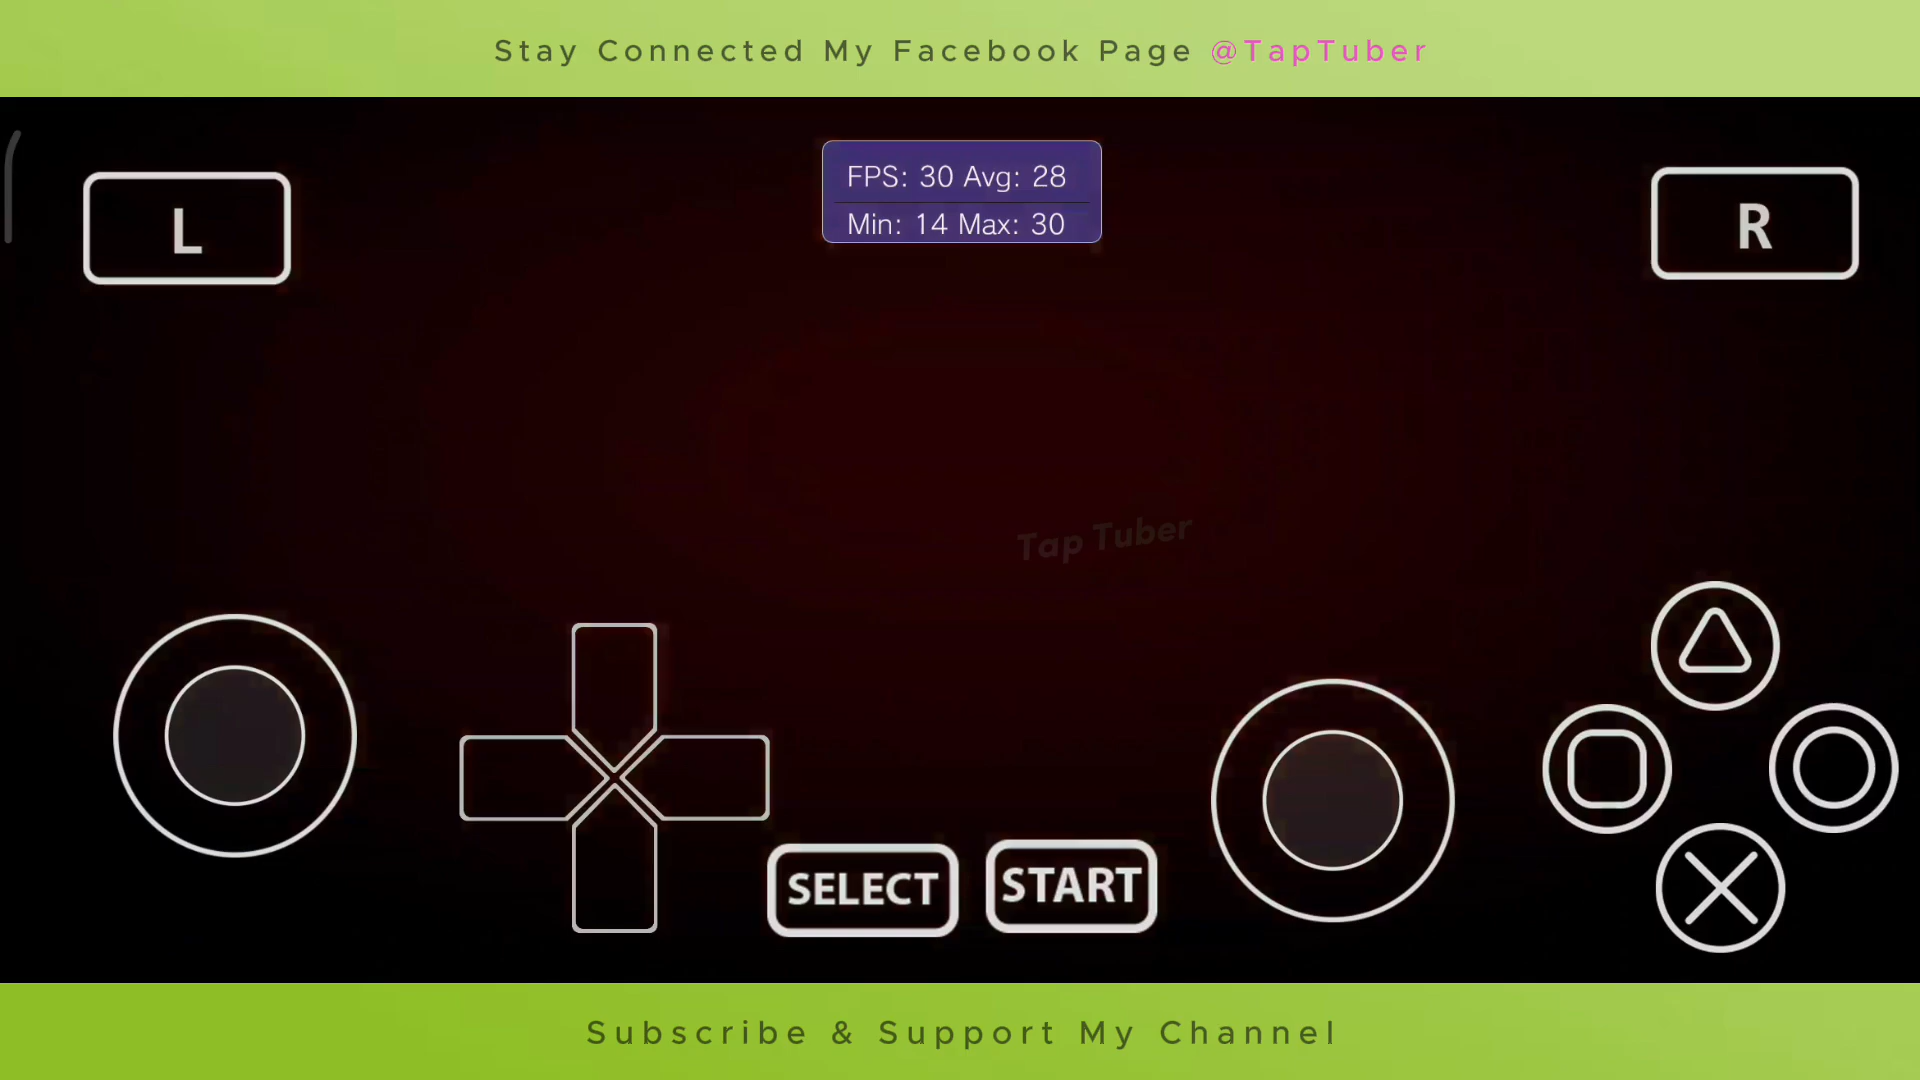 Stay Connected My Facebook Page @TapTuber
FPS: 30 Avg: 28
Min: 14 Max: 30
L
R
Tap Tuber
SELECT
START
Subscribe & Support My Channel